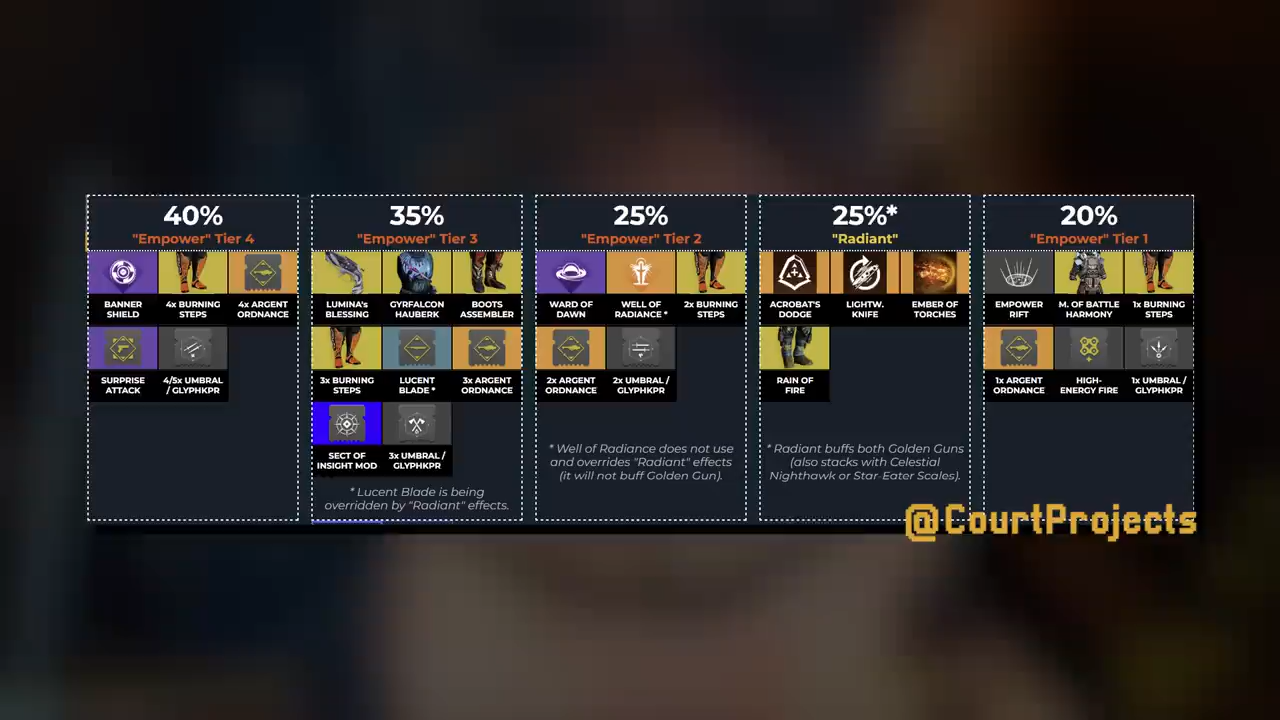 40%
"Empower" Tier 4
BANNER
SHIELD
4x BURNING
STEPS
4x ARGENT
ORDNANCE
SURPRISE
ATTACK
4/5x UMBRAL
/ GLYPHKPR
35%
"Empower" Tier 3
LUMINA's
BLESSING
GYRFALCON
HAUBERK
BOOTS
ASSEMBLER
3x BURNING
STEPS
LUCENT
BLADE *
3x ARGENT
ORDNANCE
SECT OF
INSIGHT MOD
3x UMBRAL /
GLYPHKPR
* Lucent Blade is being
overridden by "Radiant" effects.
25%
"Empower" Tier 2
WARD OF
DAWN
WELL OF
RADIANCE *
2x BURNING
STEPS
2x ARGENT
ORDNANCE
2x UMBRAL /
GLYPHKPR
* Well of Radiance does not use
and overrides "Radiant" effects
(it will not buff Golden Gun).
25%*
"Radiant"
ACROBAT'S
DODGE
LIGHTW.
KNIFE
EMBER OF
TORCHES
RAIN OF
FIRE
* Radiant buffs both Golden Guns
(also stacks with Celestial
Nighthawk or Star-Eater Scales).
20%
"Empower" Tier 1
EMPOWER
RIFT
M. OF BATTLE
HARMONY
1x BURNING
STEPS
1x ARGENT
ORDNANCE
HIGH-
ENERGY FIRE
1x UMBRAL /
GLYPHKPR
@CourtProjects